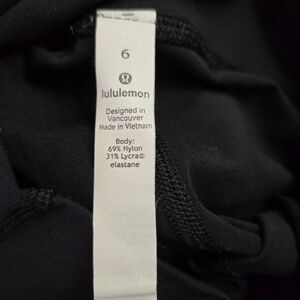 6
lululemon
Designed in
Vancouver
Made in Vietnam
Body:
69% Nylon
31% Lycra®
elastane